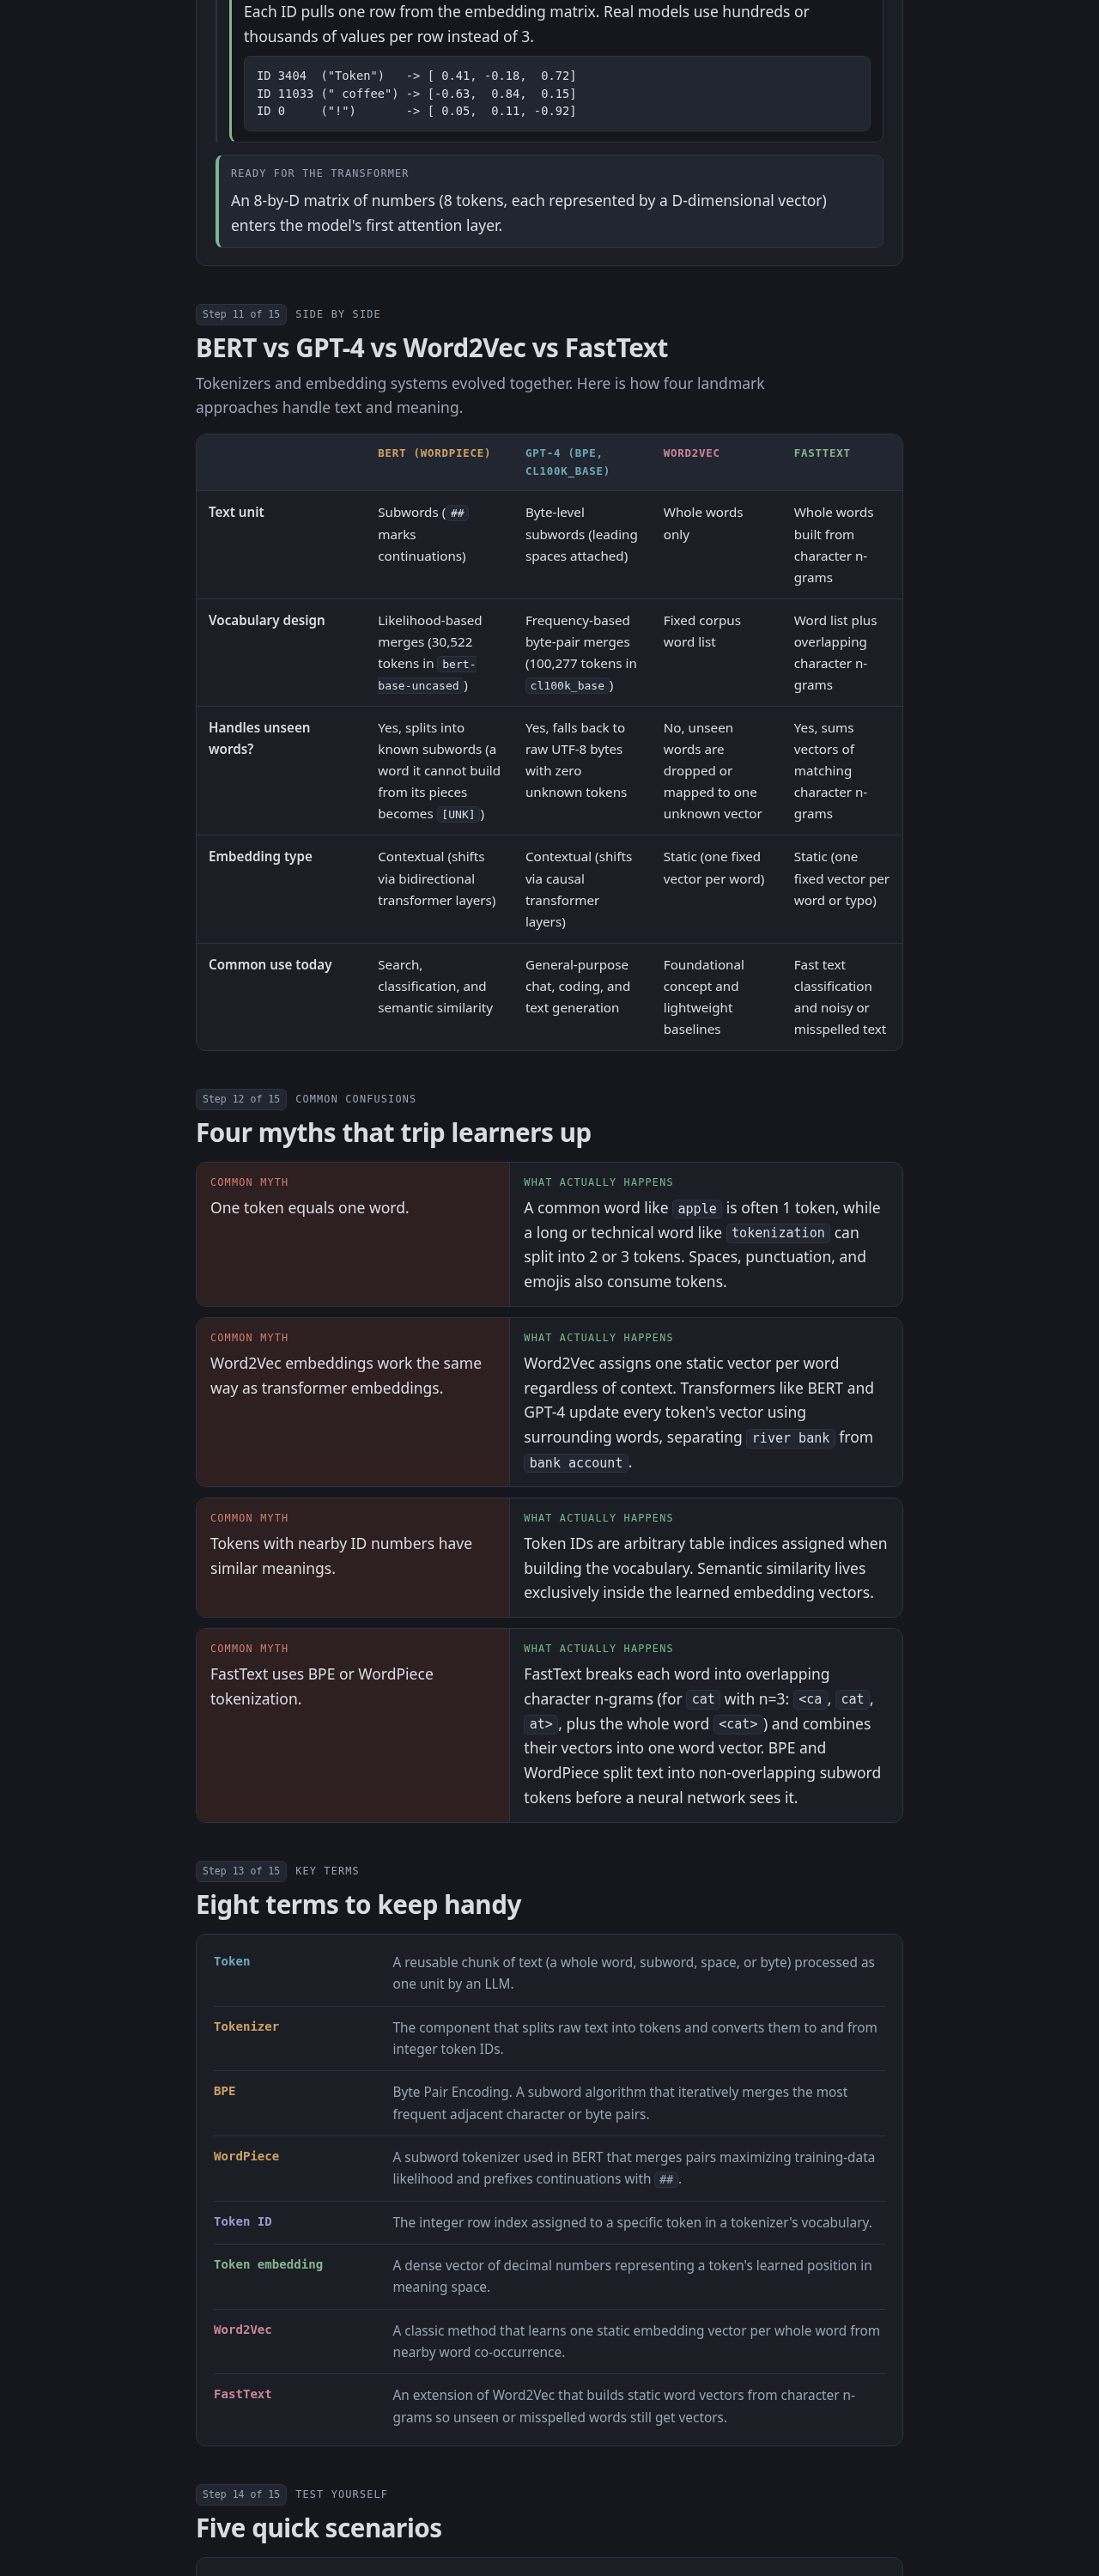 Each ID pulls one row from the embedding matrix. Real models use hundreds or
thousands of values per row instead of 3.
ID 3404  ("Token")   -> [ 0.41, -0.18,  0.72]
ID 11033 (" coffee") -> [-0.63,  0.84,  0.15]
ID 0     ("!")       -> [ 0.05,  0.11, -0.92]
READY FOR THE TRANSFORMER
An 8-by-D matrix of numbers (8 tokens, each represented by a D-dimensional vector)
enters the model's first attention layer.
Step 11 of 15 SIDE BY SIDE
BERT vs GPT-4 vs Word2Vec vs FastText
Tokenizers and embedding systems evolved together. Here is how four landmark
approaches handle text and meaning.
BERT (WORDPIECE)
GPT-4 (BPE,
CL100K_BASE)
WORD2VEC
FASTTEXT
Text unit
Subwords ( ##
marks
continuations)
Byte-level
subwords (leading
spaces attached)
Whole words
only
Whole words
built from
character n-
grams
Vocabulary design
Likelihood-based
merges (30,522
tokens in bert-
base-uncased )
Frequency-based
byte-pair merges
(100,277 tokens in
cl100k_base )
Fixed corpus
word list
Word list plus
overlapping
character n-
grams
Handles unseen
words?
Yes, splits into
known subwords (a
word it cannot build
from its pieces
becomes [UNK] )
Yes, falls back to
raw UTF-8 bytes
with zero
unknown tokens
No, unseen
words are
dropped or
mapped to one
unknown vector
Yes, sums
vectors of
matching
character n-
grams
Embedding type
Contextual (shifts
via bidirectional
transformer layers)
Contextual (shifts
via causal
transformer
layers)
Static (one fixed
vector per word)
Static (one
fixed vector per
word or typo)
Common use today
Search,
classification, and
semantic similarity
General-purpose
chat, coding, and
text generation
Foundational
concept and
lightweight
baselines
Fast text
classification
and noisy or
misspelled text
Step 12 of 15 COMMON CONFUSIONS
Four myths that trip learners up
COMMON MYTH
One token equals one word.
WHAT ACTUALLY HAPPENS
A common word like apple is often 1 token, while
a long or technical word like tokenization can
split into 2 or 3 tokens. Spaces, punctuation, and
emojis also consume tokens.
COMMON MYTH
Word2Vec embeddings work the same
way as transformer embeddings.
WHAT ACTUALLY HAPPENS
Word2Vec assigns one static vector per word
regardless of context. Transformers like BERT and
GPT-4 update every token's vector using
surrounding words, separating river bank from
bank account .
COMMON MYTH
Tokens with nearby ID numbers have
similar meanings.
WHAT ACTUALLY HAPPENS
Token IDs are arbitrary table indices assigned when
building the vocabulary. Semantic similarity lives
exclusively inside the learned embedding vectors.
COMMON MYTH
FastText uses BPE or WordPiece
tokenization.
WHAT ACTUALLY HAPPENS
FastText breaks each word into overlapping
character n-grams (for cat with n=3: <ca , cat ,
at> , plus the whole word <cat> ) and combines
their vectors into one word vector. BPE and
WordPiece split text into non-overlapping subword
tokens before a neural network sees it.
Step 13 of 15 KEY TERMS
Eight terms to keep handy
Token
A reusable chunk of text (a whole word, subword, space, or byte) processed as
one unit by an LLM.
Tokenizer
The component that splits raw text into tokens and converts them to and from
integer token IDs.
BPE
Byte Pair Encoding. A subword algorithm that iteratively merges the most
frequent adjacent character or byte pairs.
WordPiece
A subword tokenizer used in BERT that merges pairs maximizing training-data
likelihood and prefixes continuations with ## .
Token ID
The integer row index assigned to a specific token in a tokenizer's vocabulary.
Token embedding
A dense vector of decimal numbers representing a token's learned position in
meaning space.
Word2Vec
A classic method that learns one static embedding vector per whole word from
nearby word co-occurrence.
FastText
An extension of Word2Vec that builds static word vectors from character n-
grams so unseen or misspelled words still get vectors.
Step 14 of 15 TEST YOURSELF
Five quick scenarios